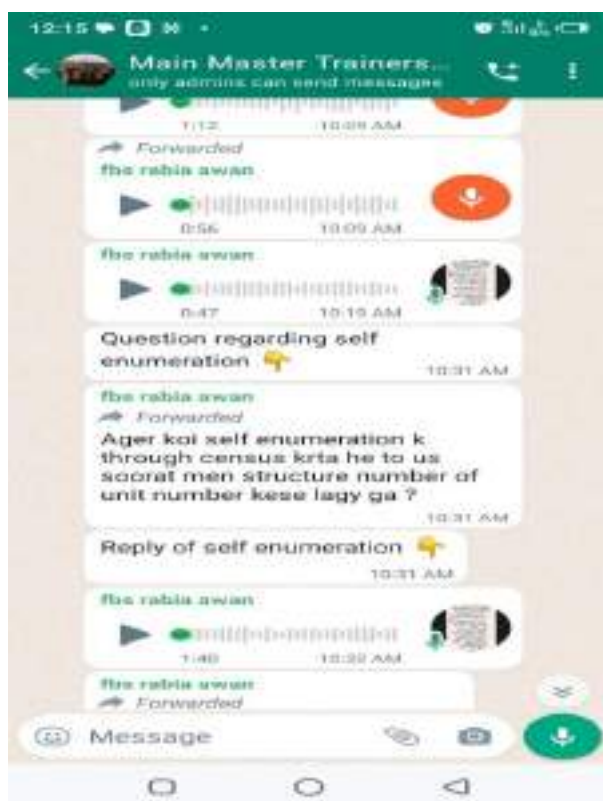 12:15
Main Master Trainers...
only admins can send messages
1:12 10:09 AM
Forwarded
fbs rabia awan
0:56 10:09 AM
fbs rabia awan
0:47 10:19 AM
Question regarding self
enumeration 👇
10:31 AM
fbs rabia awan
Forwarded
Ager koi self enumeration k
through census krta he to us
soorat men structure number of
unit number kese lagy ga ?
10:31 AM
Reply of self enumeration 👇
10:31 AM
fbs rabia awan
1:40 10:32 AM
fbs rabia awan
Forwarded
Message